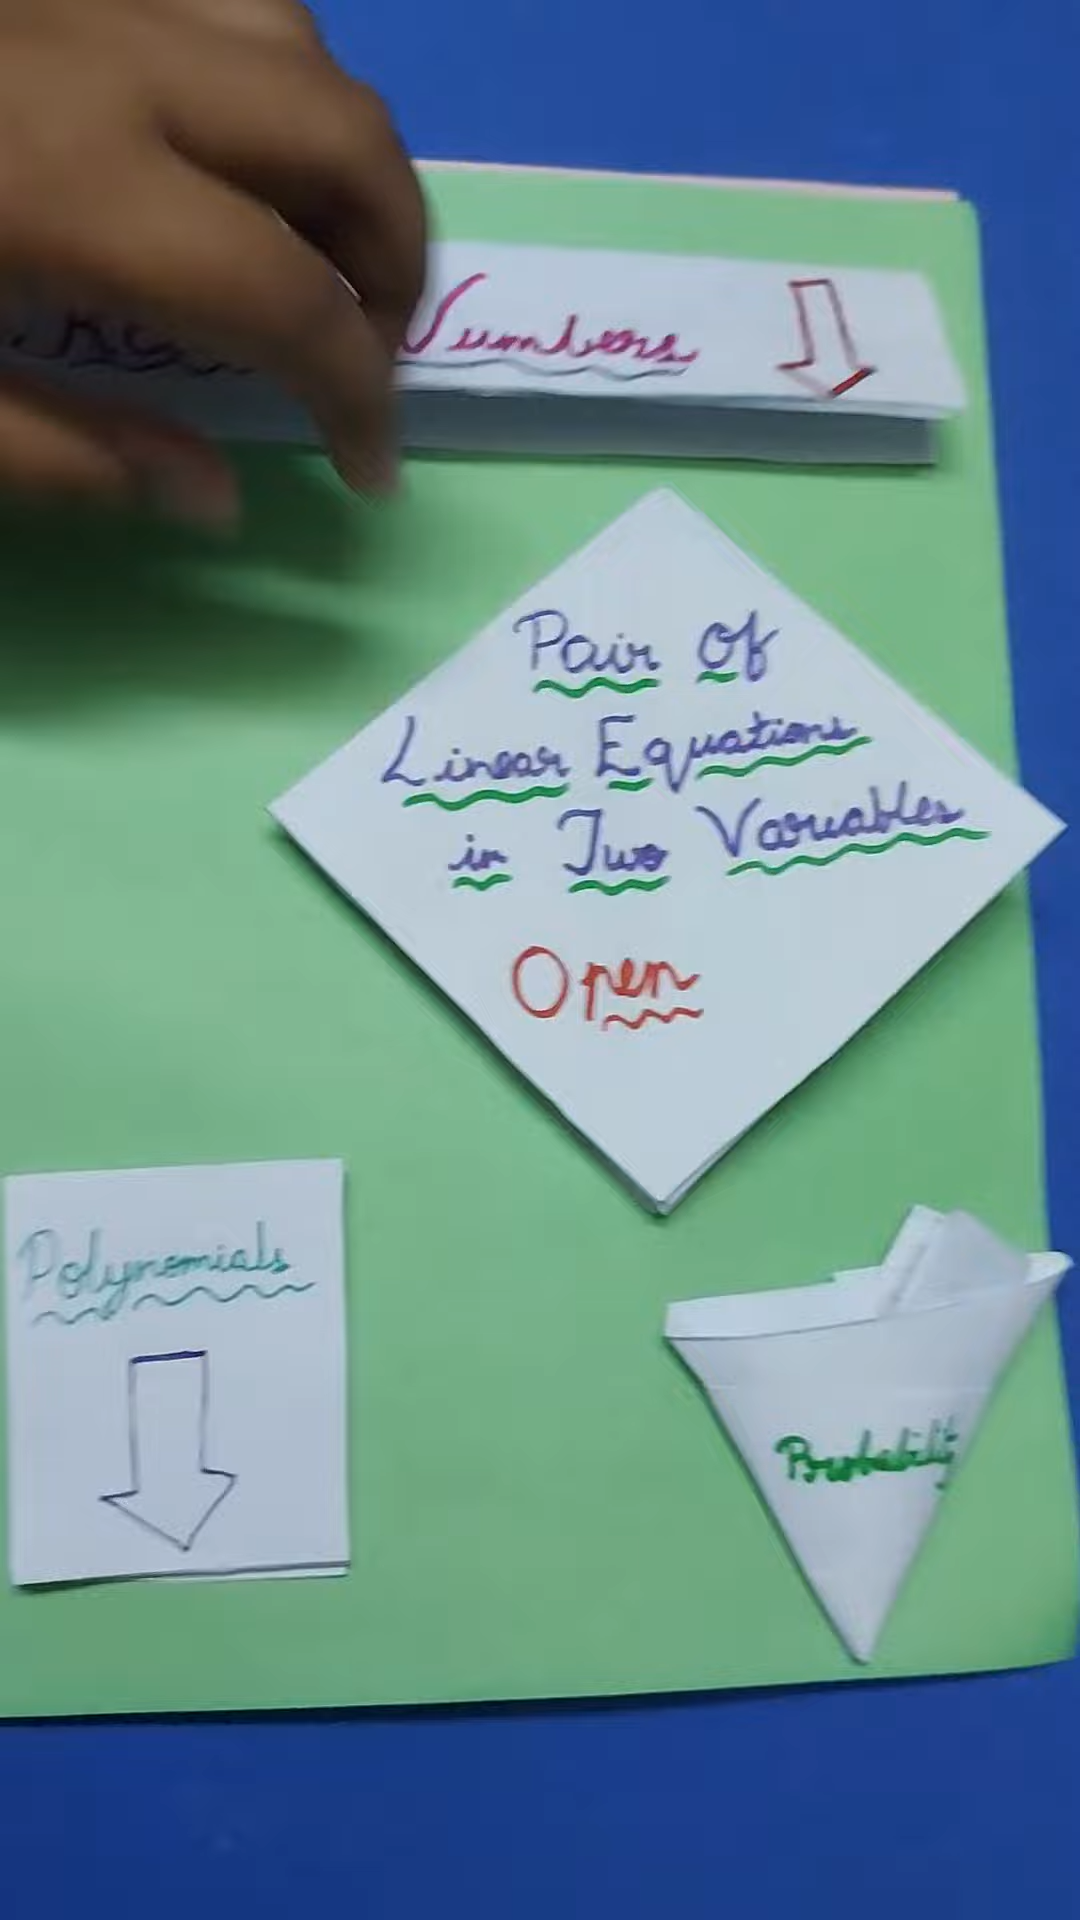 Numbers
Pair of
Linear Equations
in Two Variables
Open
Polynomials
Probability